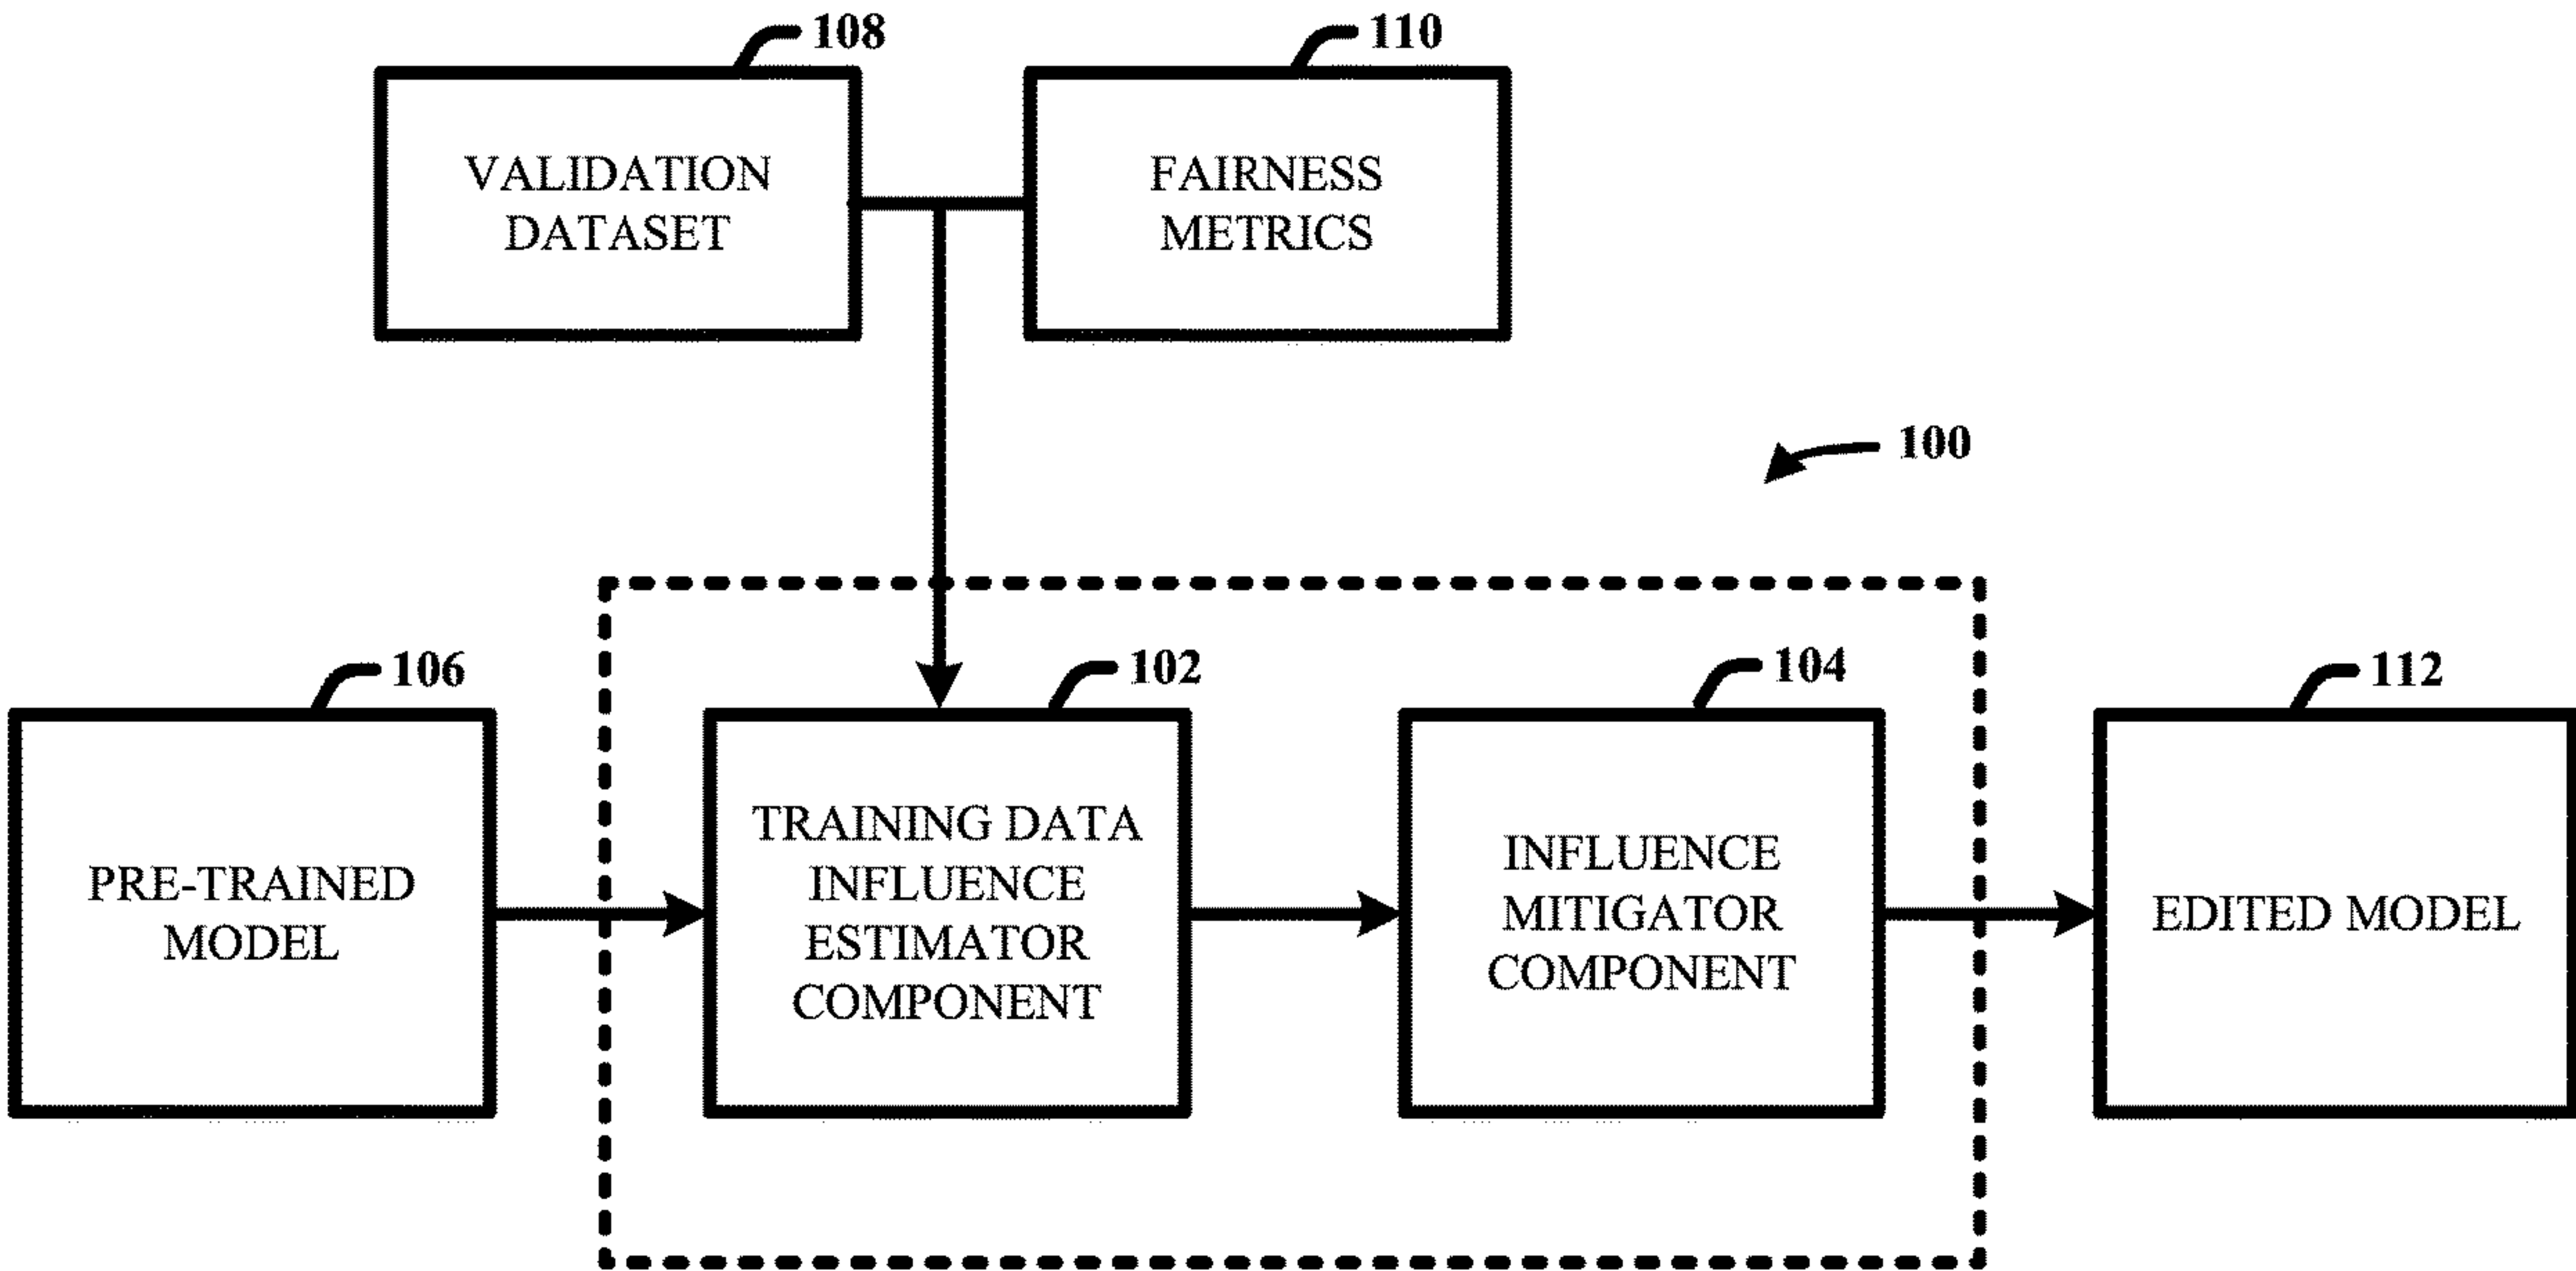 108
110
VALIDATION
DATASET
FAIRNESS
METRICS
100
106
102
104
112
PRE-TRAINED
MODEL
TRAINING DATA
INFLUENCE
ESTIMATOR
COMPONENT
INFLUENCE
MITIGATOR
COMPONENT
EDITED MODEL